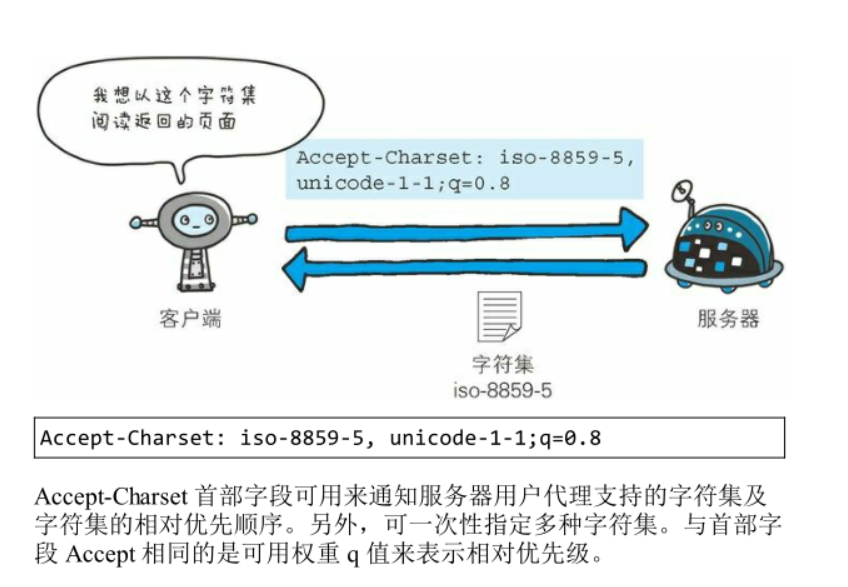 我想以这个字符集
阅读返回的页面
Accept-Charset: iso-8859-5,
unicode-1-1;q=0.8
客户端
服务器
字符集
iso-8859-5
Accept-Charset: iso-8859-5, unicode-1-1;q=0.8
Accept-Charset 首部字段可用来通知服务器用户代理支持的字符集及
字符集的相对优先顺序。另外，可一次性指定多种字符集。与首部字
段 Accept 相同的是可用权重 q 值来表示相对优先级。